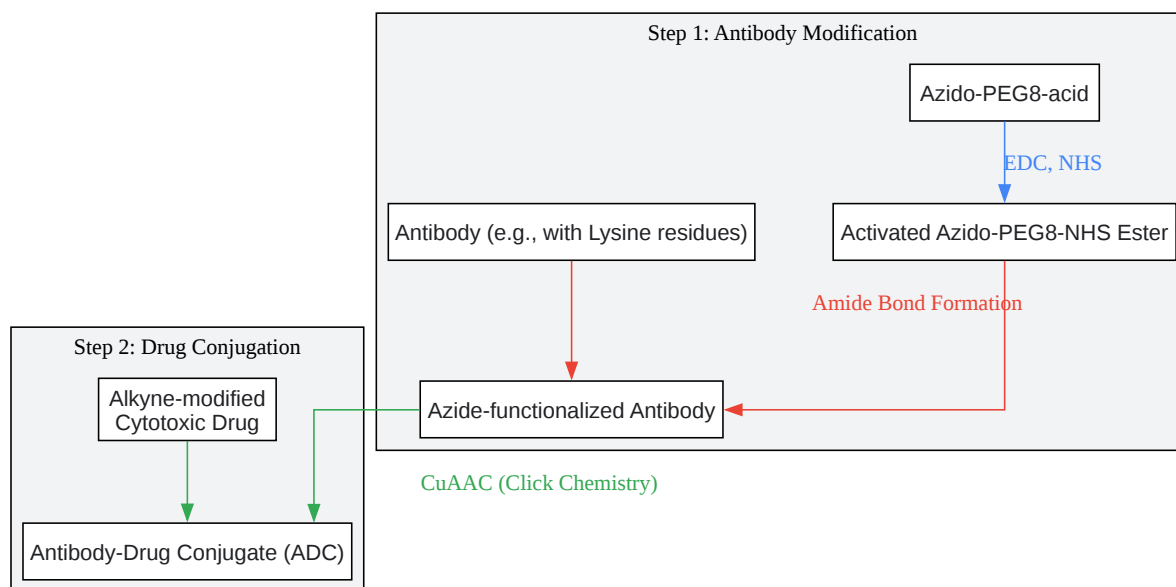 Step 1: Antibody Modification
Azido-PEG8-acid
EDC, NHS
Antibody (e.g., with Lysine residues)
Activated Azido-PEG8-NHS Ester
Amide Bond Formation
Step 2: Drug Conjugation
Alkyne-modified
Cytotoxic Drug
Azide-functionalized Antibody
CuAAC (Click Chemistry)
Antibody-Drug Conjugate (ADC)